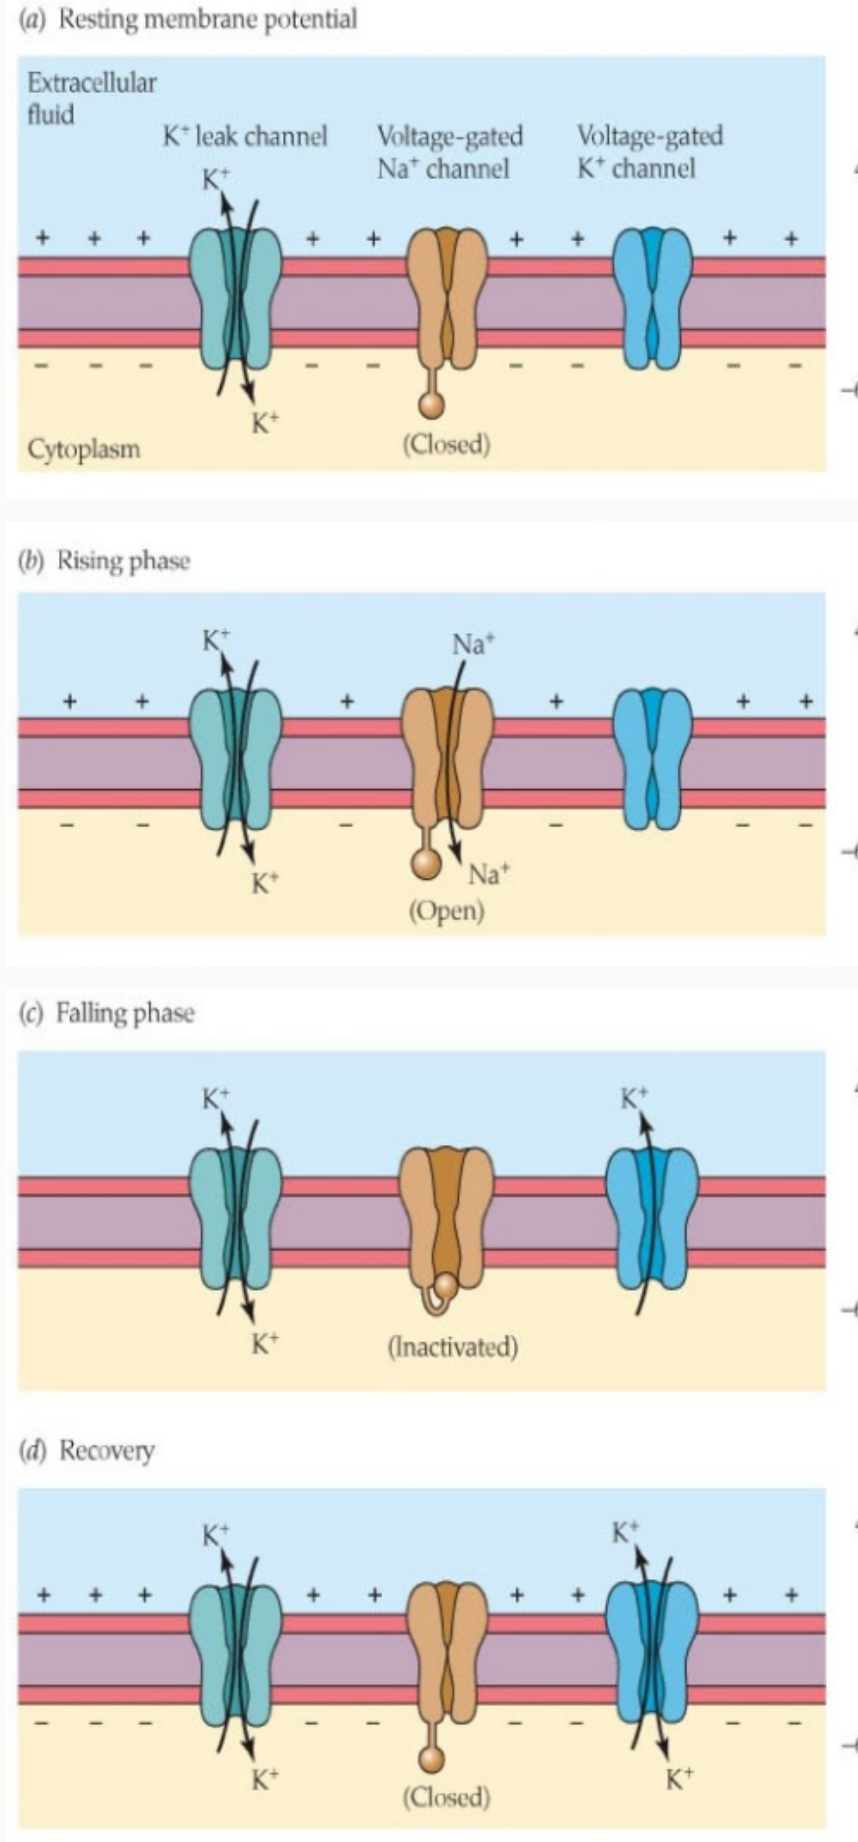 (a) Resting membrane potential
Extracellular
fluid
K⁺ leak channel
Voltage-gated
Na⁺ channel
Voltage-gated
K⁺ channel
K⁺
+ + + + + + + + +
− − − − − − − − −
K⁺
Cytoplasm
(Closed)
(b) Rising phase
K⁺
Na⁺
+ + + + + +
− − − − − −
K⁺
Na⁺
(Open)
(c) Falling phase
K⁺
K⁺
K⁺
(Inactivated)
(d) Recovery
K⁺
K⁺
+ + + + + + + + +
− − − − − − − − −
K⁺
K⁺
(Closed)